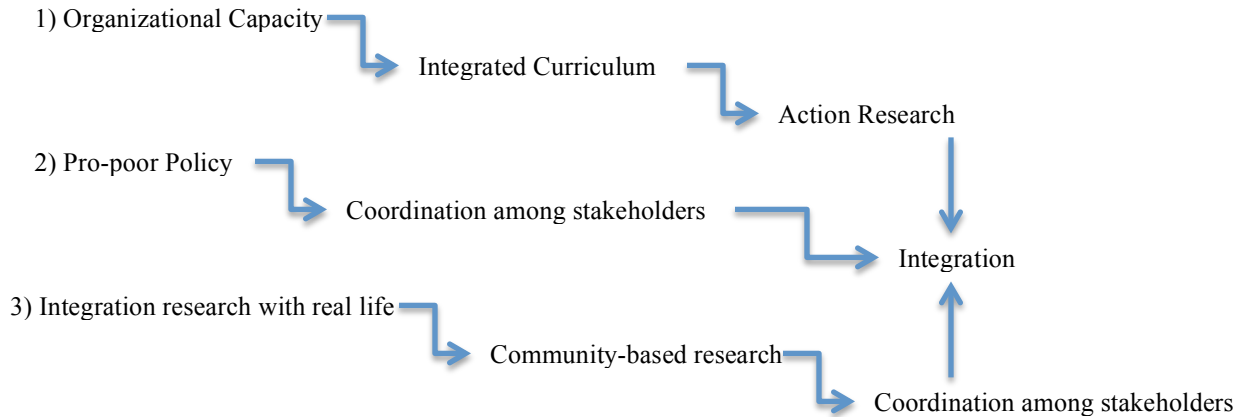 1) Organizational Capacity
Integrated Curriculum
Action Research
2) Pro-poor Policy
Coordination among stakeholders
Integration
3) Integration research with real life
Community-based research
Coordination among stakeholders